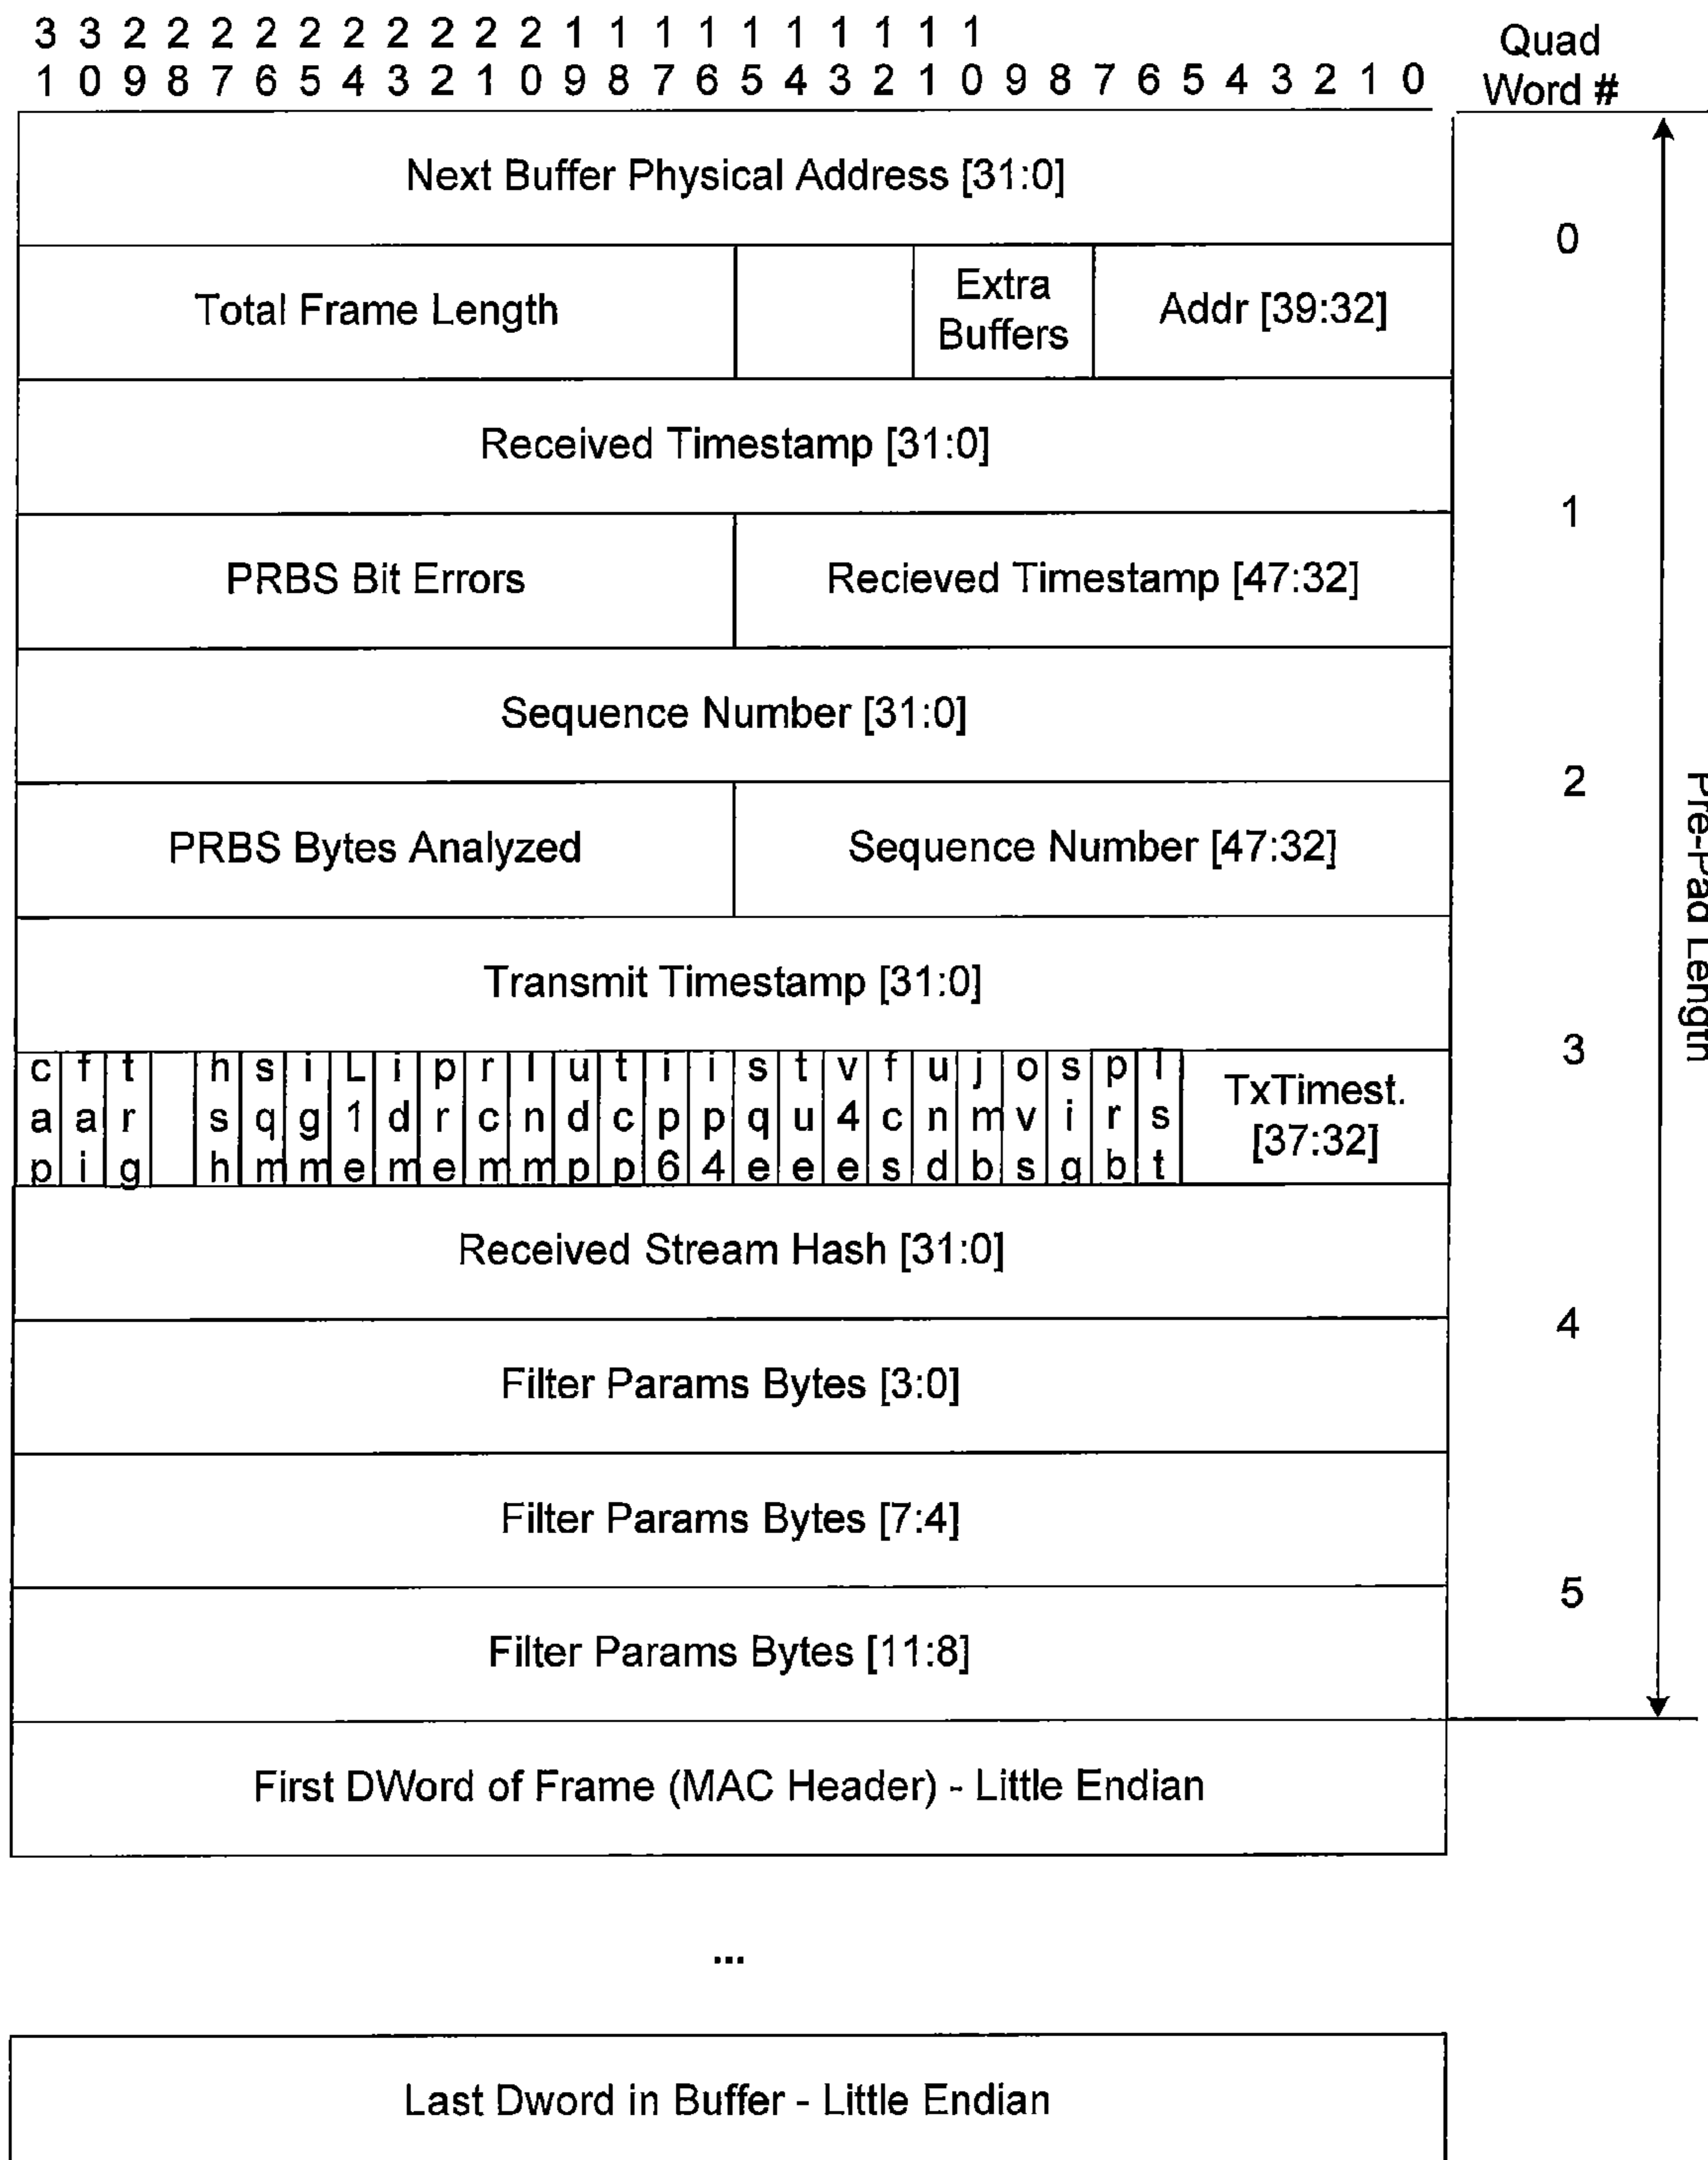 3 3 2 2 2 2 2 2 2 2 2 2 1 1 1 1 1 1 1 1 1 1
1 0 9 8 7 6 5 4 3 2 1 0 9 8 7 6 5 4 3 2 1 0 9 8 7 6 5 4 3 2 1 0
Quad
Word #
Next Buffer Physical Address [31:0]
0
Total Frame Length
Extra
Buffers
Addr [39:32]
Received Timestamp [31:0]
1
PRBS Bit Errors
Recieved Timestamp [47:32]
Sequence Number [31:0]
2
PRBS Bytes Analyzed
Sequence Number [47:32]
Pre-Pad Length
Transmit Timestamp [31:0]
3
c f t h s i L i p r l u t i i s t v f u j o s p l
a a r s q g 1 d r c n d c p p q u 4 c n m v i r s
p i g h m m e m e m m p p 6 4 e e e s d b s g b t
TxTimest.
[37:32]
Received Stream Hash [31:0]
4
Filter Params Bytes [3:0]
Filter Params Bytes [7:4]
5
Filter Params Bytes [11:8]
First DWord of Frame (MAC Header) - Little Endian
...
Last Dword in Buffer - Little Endian